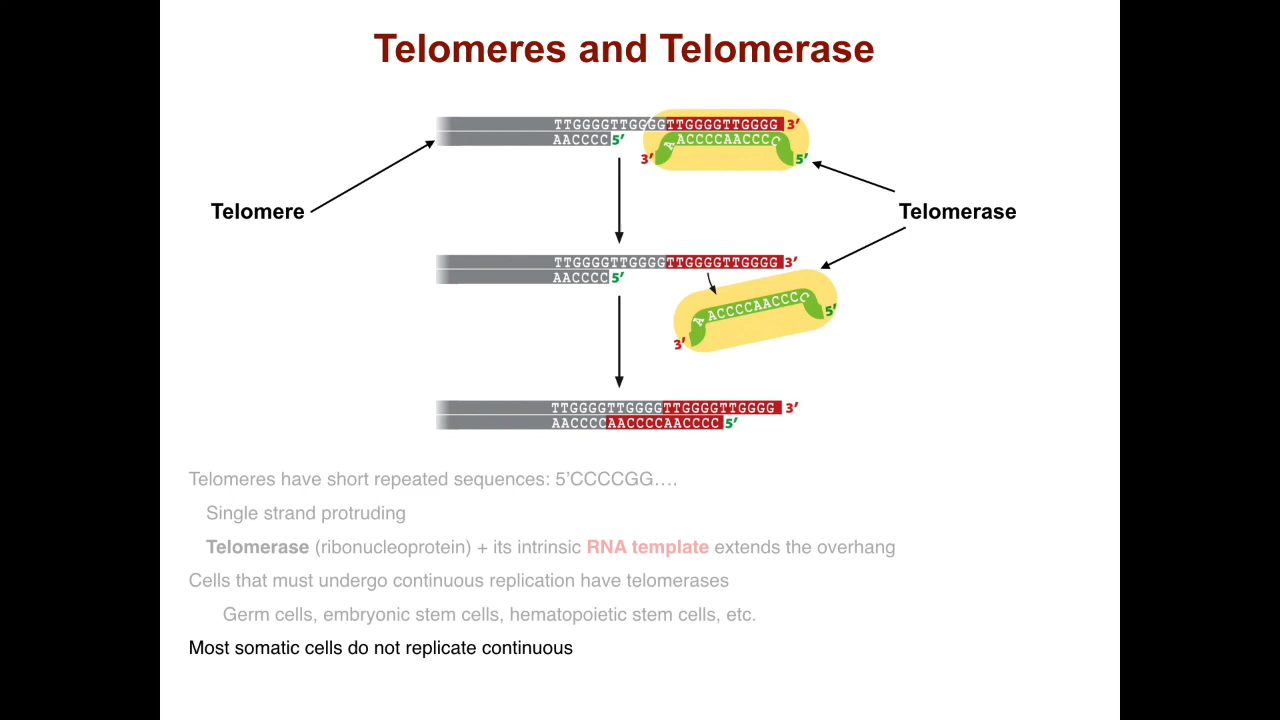 Telomeres and Telomerase
TTGGGGTTGGGGTTGGGGTTGGGG 3′
AACCCC 5′
3′ A ACCCCAACCC C 5′
Telomere
Telomerase
TTGGGGTTGGGGTTGGGGTTGGGG 3′
AACCCC 5′
3′ A ACCCCAACCC C 5′
TTGGGGTTGGGGTTGGGGTTGGGG 3′
AACCCCAACCCCAACCCC 5′
Telomeres have short repeated sequences: 5’CCCCGG….
Single strand protruding
Telomerase (ribonucleoprotein) + its intrinsic RNA template extends the overhang
Cells that must undergo continuous replication have telomerases
Germ cells, embryonic stem cells, hematopoietic stem cells, etc.
Most somatic cells do not replicate continuous